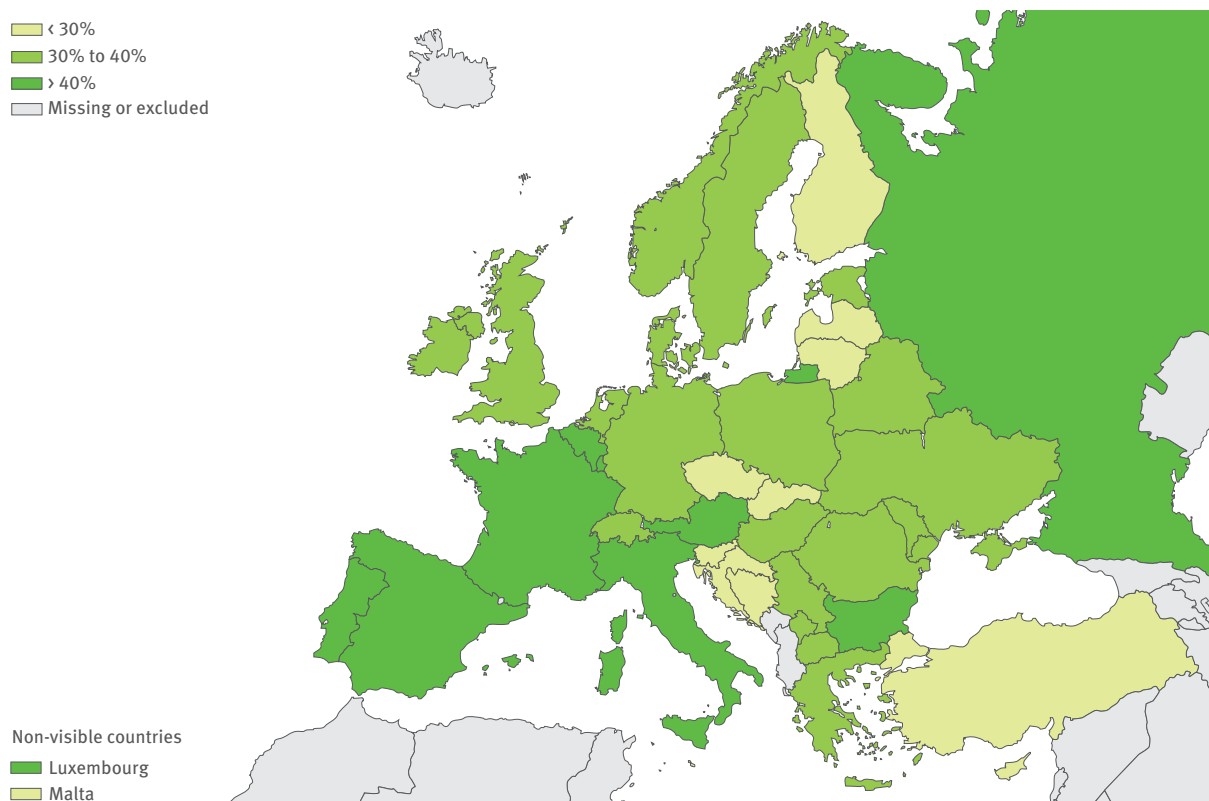 < 30%
30% to 40%
> 40%
Missing or excluded
Non-visible countries
Luxembourg
Malta